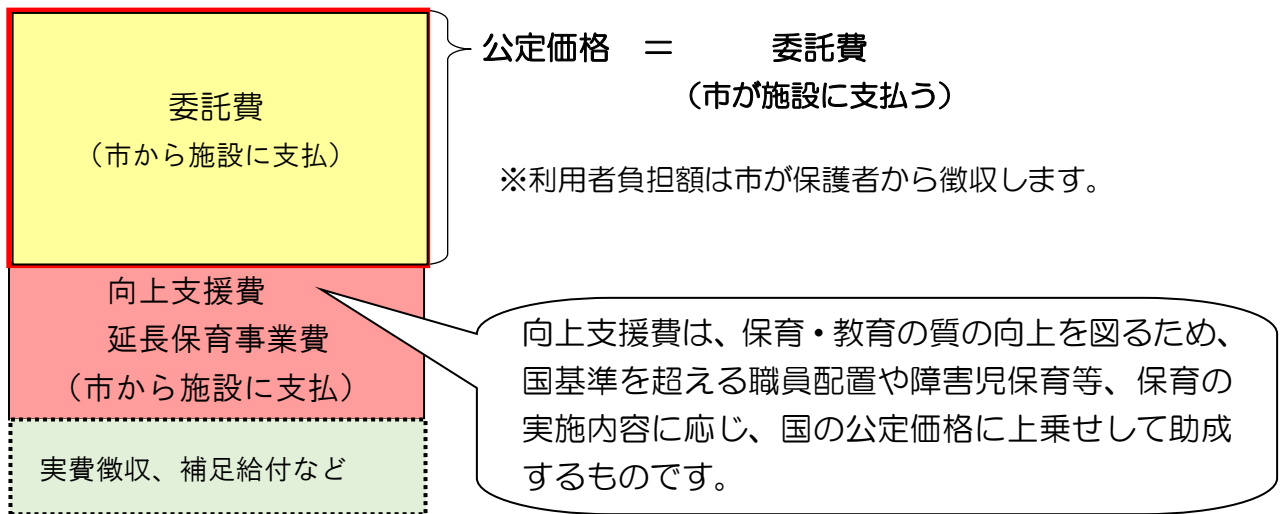 委託費
（市から施設に支払）
公定価格　＝　　委託費
（市が施設に支払う）
※利用者負担額は市が保護者から徴収します。
向上支援費
延長保育事業費
（市から施設に支払）
向上支援費は、保育・教育の質の向上を図るため、
国基準を超える職員配置や障害児保育等、保育の
実施内容に応じ、国の公定価格に上乗せして助成
するものです。
実費徴収、補足給付など